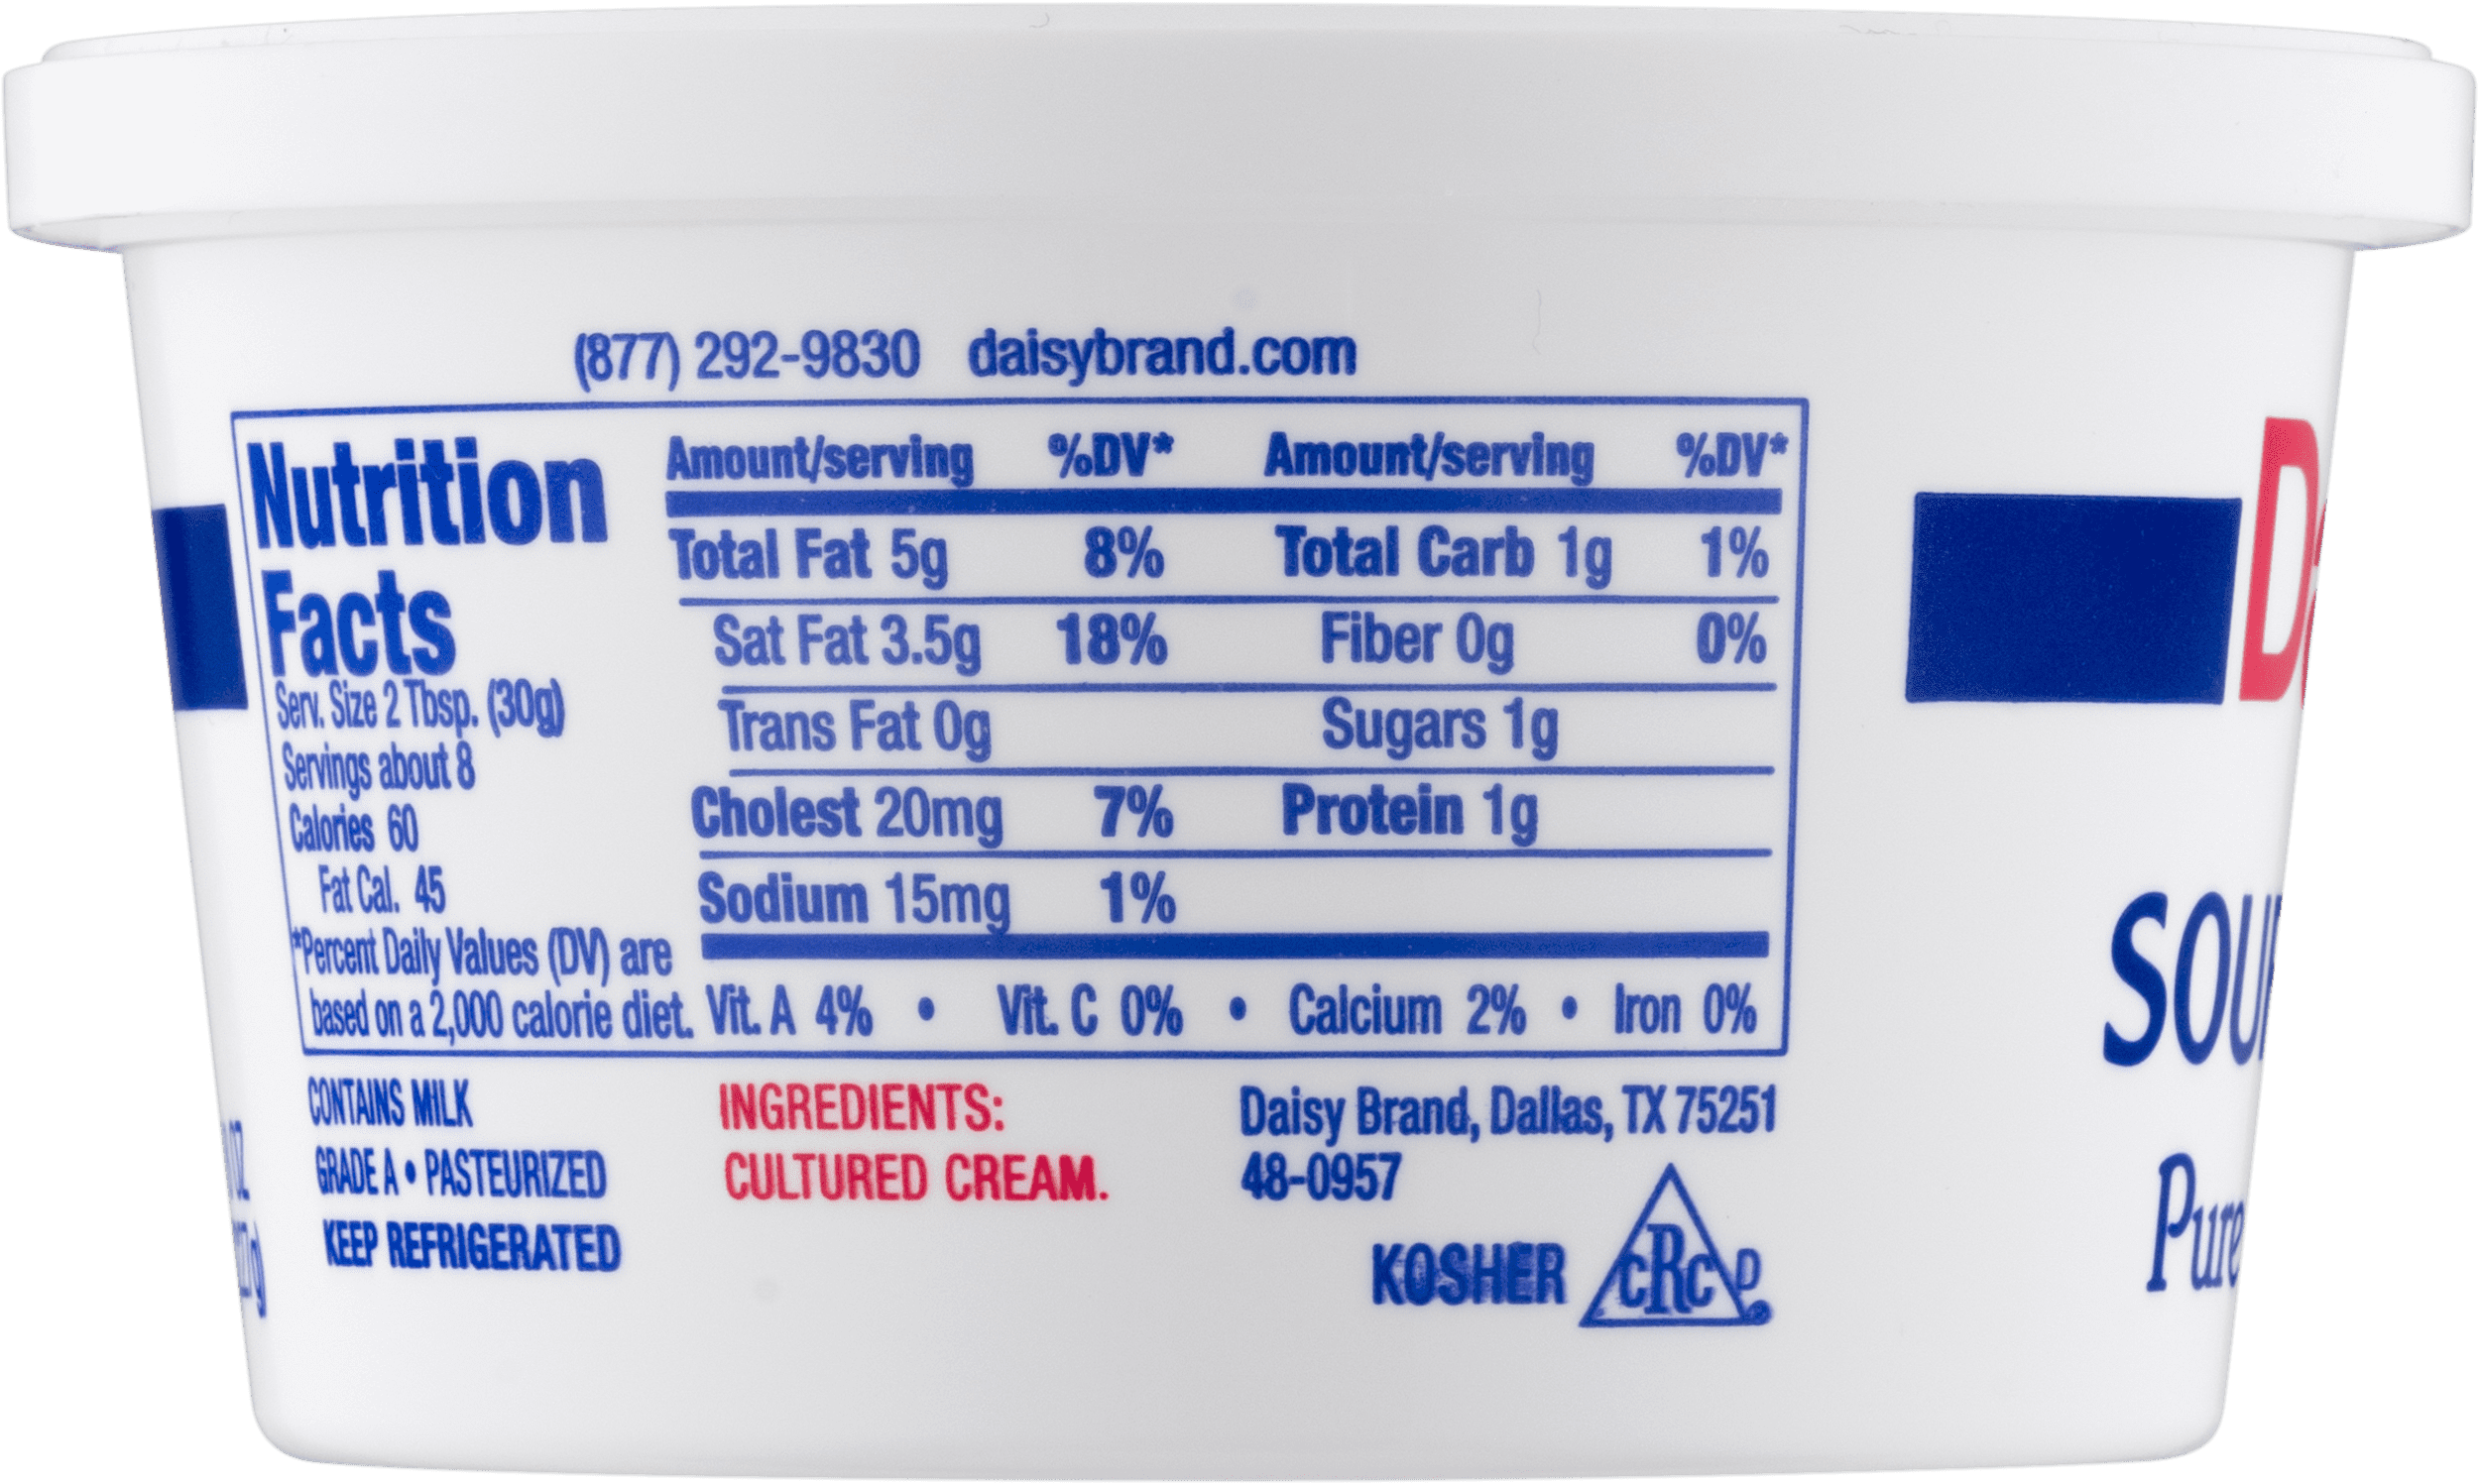 (877) 292-9830 daisybrand.com
Nutrition
Facts
Serv. Size 2 Tbsp. (30g)
Servings about 8
Calories 60
Fat Cal. 45
*Percent Daily Values (DV) are
based on a 2,000 calorie diet.
Amount/serving %DV* Amount/serving %DV*
Total Fat 5g 8% Total Carb 1g 1%
Sat Fat 3.5g 18% Fiber 0g 0%
Trans Fat 0g Sugars 1g
Cholest 20mg 7% Protein 1g
Sodium 15mg 1%
Vit. A 4% • Vit. C 0% • Calcium 2% • Iron 0%
CONTAINS MILK
GRADE A • PASTEURIZED
KEEP REFRIGERATED
INGREDIENTS:
CULTURED CREAM.
Daisy Brand, Dallas, TX 75251
48-0957
KOSHER cRc D
SOU
Pure